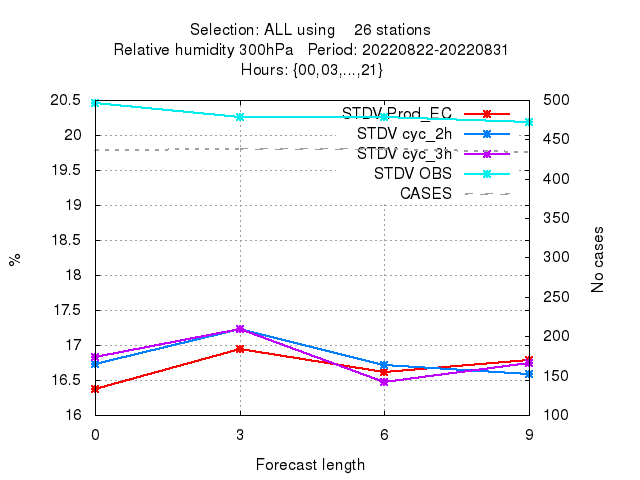 Selection: ALL using 26 stations
Relative humidity 300hPa Period: 20220822-20220831
Hours: {00,03,...,21}
20.5
20
19.5
19
18.5
18
17.5
17
16.5
16
500
450
400
350
300
250
200
150
100
STDV Prod_EC
STDV cyc_2h
STDV cyc_3h
STDV OBS
CASES
%
No cases
0 3 6 9
Forecast length